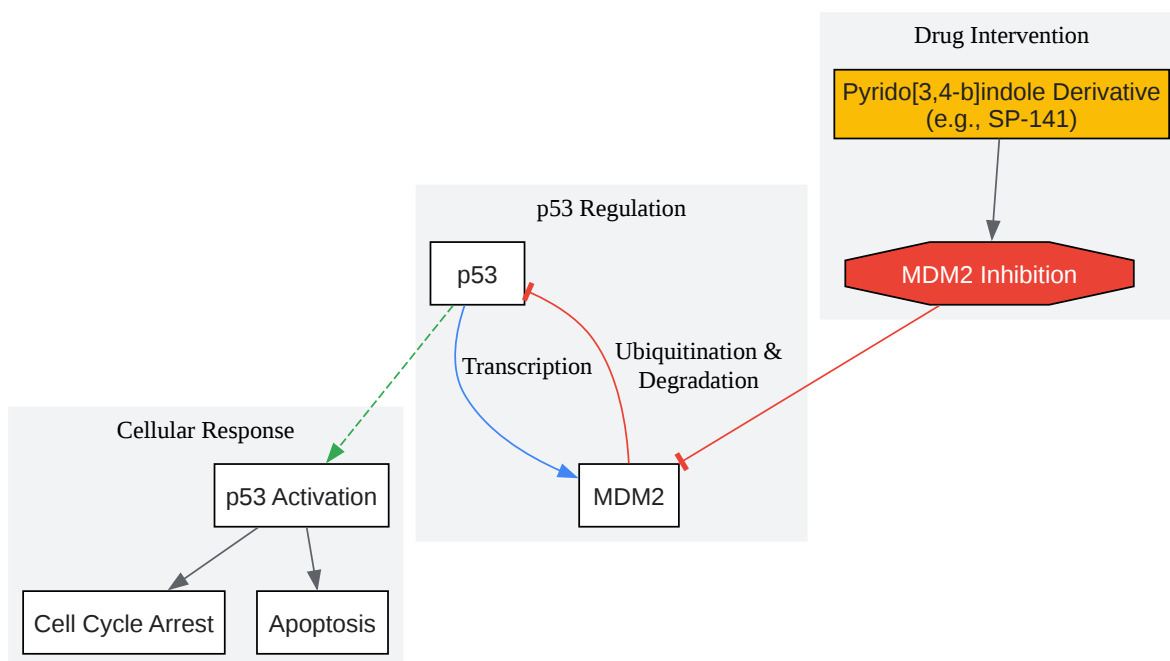 Drug Intervention
Pyrido[3,4-b]indole Derivative
(e.g., SP-141)
MDM2 Inhibition
p53 Regulation
p53
Transcription
Ubiquitination &
Degradation
MDM2
Cellular Response
p53 Activation
Cell Cycle Arrest
Apoptosis